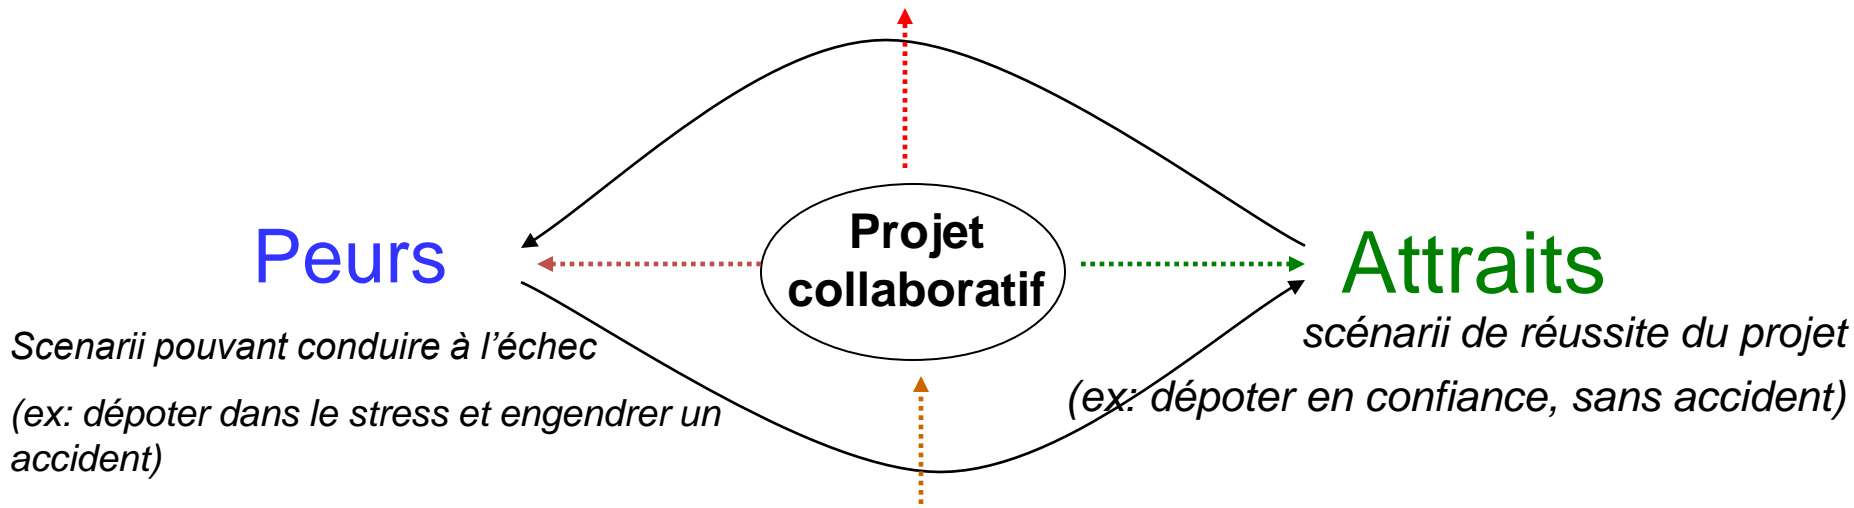 Projet
collaboratif
Peurs
Scenarii pouvant conduire à l’échec
(ex: dépoter dans le stress et engendrer un
accident)
Attraits
scénarii de réussite du projet
(ex: dépoter en confiance, sans accident)